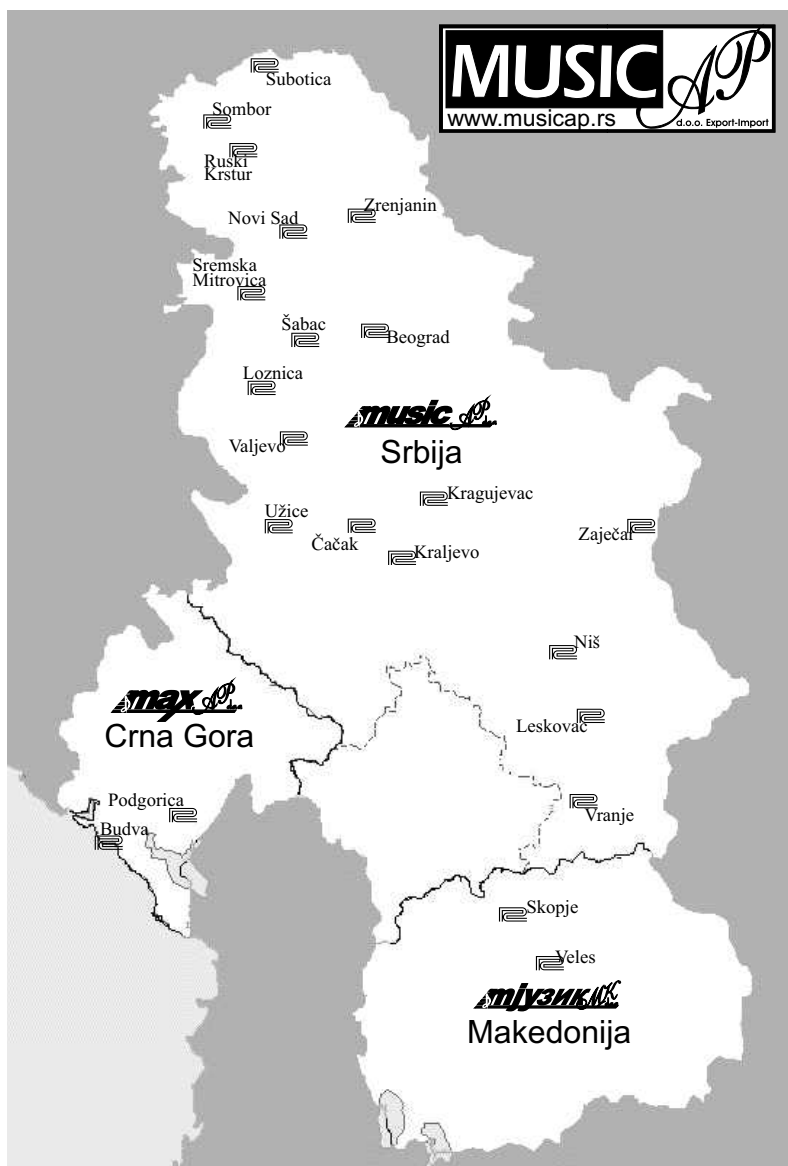 MUSIC AP
www.musicap.rs
d.o.o. Export-Import
Subotica
Sombor
Ruski
Krstur
Zrenjanin
Novi Sad
Sremska
Mitrovica
Šabac
Beograd
Loznica
music AP d.o.o.
Srbija
Valjevo
Kragujevac
Užice
Čačak
Kraljevo
Zaječar
Niš
max AP d.o.o.
Crna Gora
Leskovac
Podgorica
Budva
Vranje
Skopje
Veles
мјузик МК
Makedonija